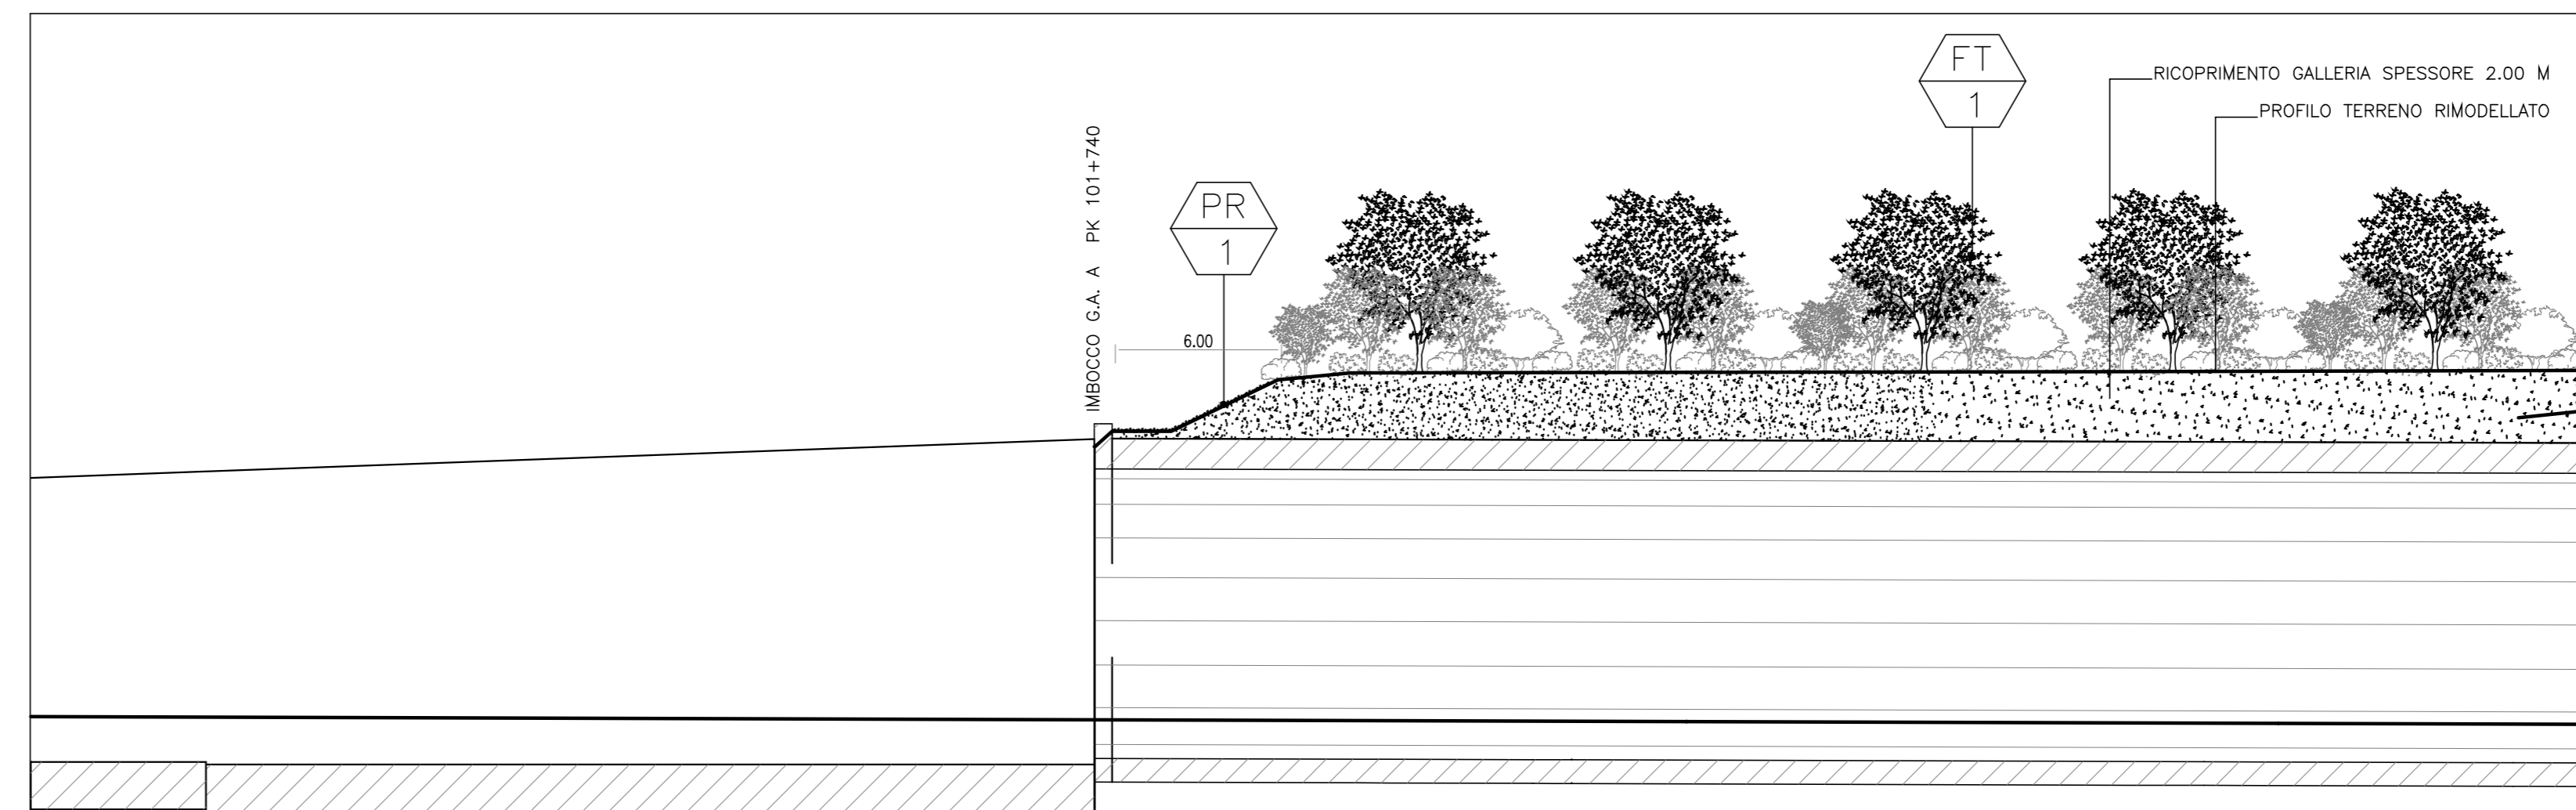 FT
1
RICOPRIMENTO GALLERIA SPESSORE 2.00 M
PROFILO TERRENO RIMODELLATO
IMBOCCO G.A. A PK 101+740
PR
1
6.00